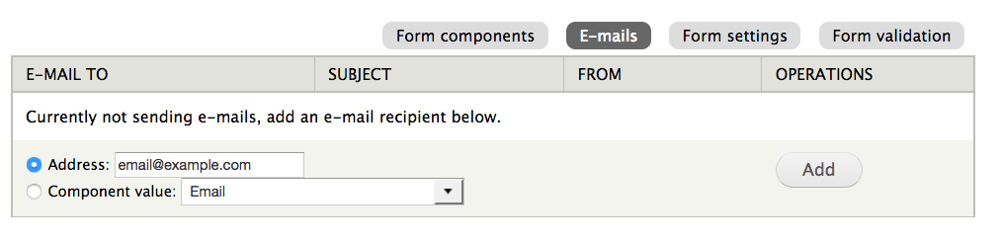 Form components E-mails Form settings Form validation
E-MAIL TO SUBJECT FROM OPERATIONS
Currently not sending e-mails, add an e-mail recipient below.
Address: email@example.com Add
Component value: Email